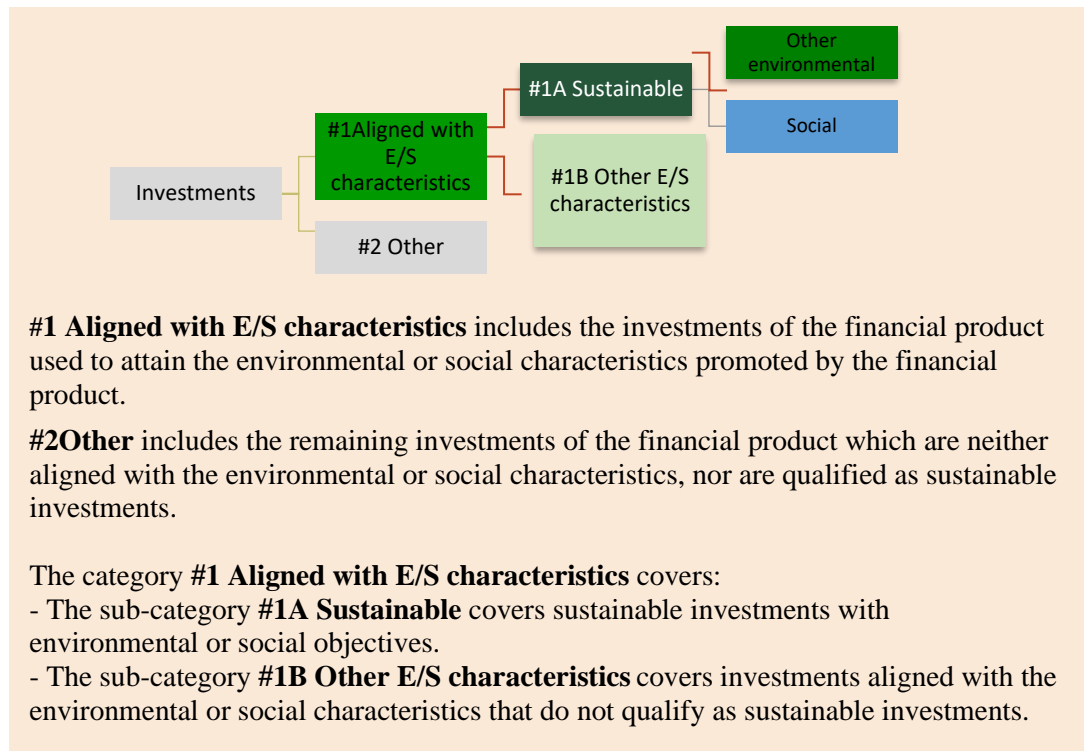 Other
environmental
#1A Sustainable
Social
#1Aligned with
E/S
characteristics
#1B Other E/S
characteristics
Investments
#2 Other
#1 Aligned with E/S characteristics includes the investments of the financial product
used to attain the environmental or social characteristics promoted by the financial
product.
#2Other includes the remaining investments of the financial product which are neither
aligned with the environmental or social characteristics, nor are qualified as sustainable
investments.
The category #1 Aligned with E/S characteristics covers:
- The sub-category #1A Sustainable covers sustainable investments with
environmental or social objectives.
- The sub-category #1B Other E/S characteristics covers investments aligned with the
environmental or social characteristics that do not qualify as sustainable investments.